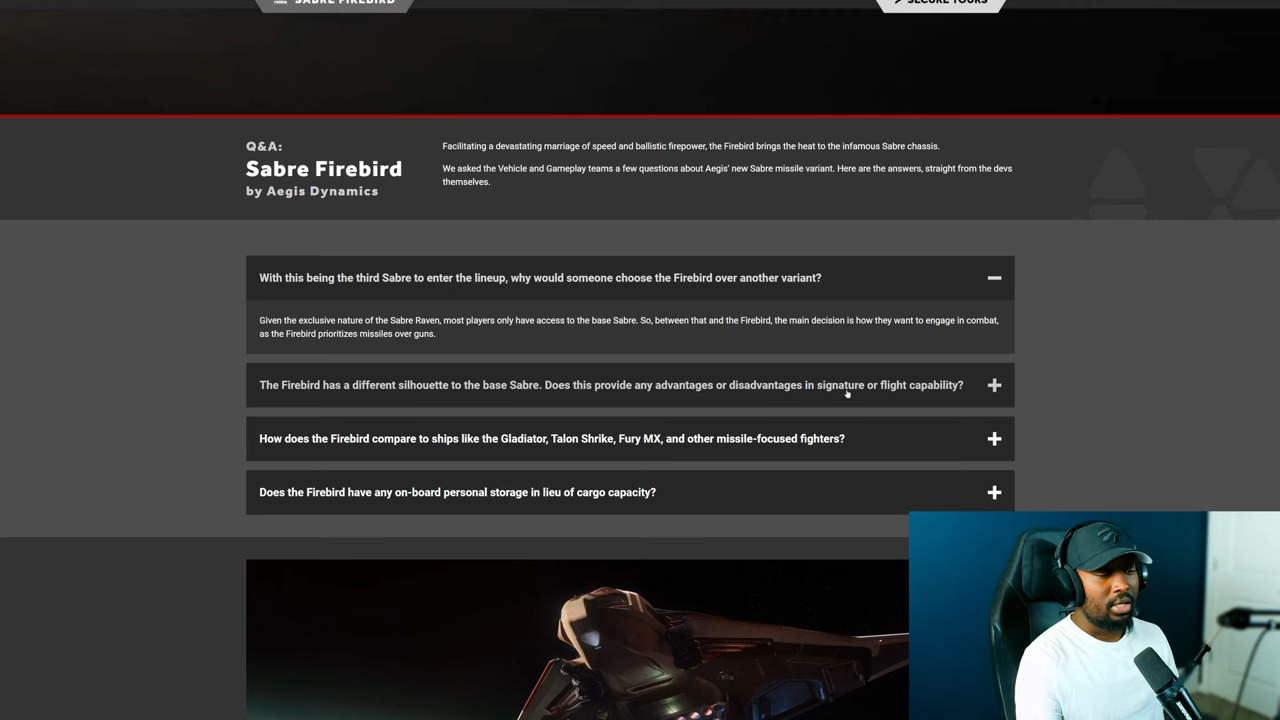 SABRE FIREBIRD
SECURE YOURS
Q&A:
Sabre Firebird
by Aegis Dynamics
Facilitating a devastating marriage of speed and ballistic firepower, the Firebird brings the heat to the infamous Sabre chassis.
We asked the Vehicle and Gameplay teams a few questions about Aegis' new Sabre missile variant. Here are the answers, straight from the devs
themselves.
With this being the third Sabre to enter the lineup, why would someone choose the Firebird over another variant?
Given the exclusive nature of the Sabre Raven, most players only have access to the base Sabre. So, between that and the Firebird, the main decision is how they want to engage in combat,
as the Firebird prioritizes missiles over guns.
The Firebird has a different silhouette to the base Sabre. Does this provide any advantages or disadvantages in signature or flight capability?
How does the Firebird compare to ships like the Gladiator, Talon Shrike, Fury MX, and other missile-focused fighters?
Does the Firebird have any on-board personal storage in lieu of cargo capacity?